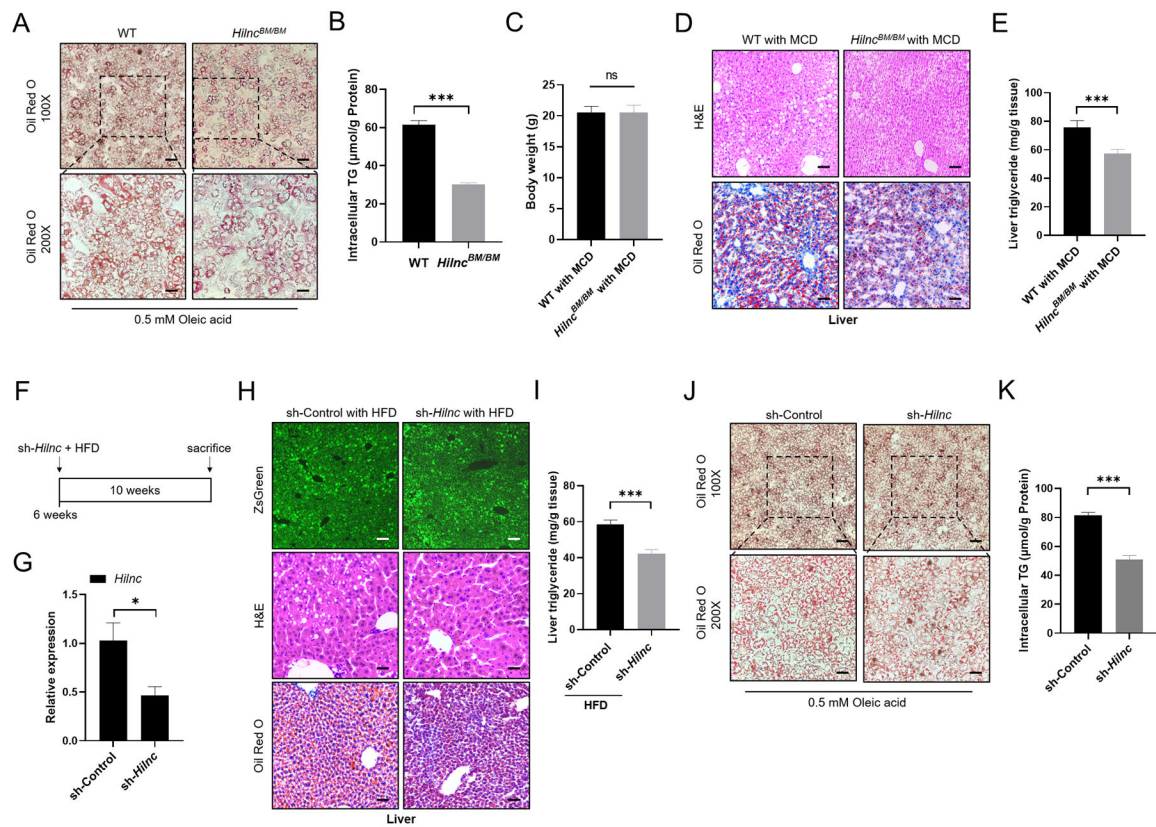 A
WT
Hilnc^BM/BM
Oil Red O
100X
Oil Red O
200X
0.5 mM Oleic acid
B
Intracellular TG (μmol/g Protein)
80
60
40
20
0
***
WT
Hilnc^BM/BM
C
Body weight (g)
25
20
15
10
5
0
ns
WT with MCD
Hilnc^BM/BM with MCD
D
WT with MCD
Hilnc^BM/BM with MCD
H&E
Oil Red O
Liver
E
Liver triglyceride (mg/g tissue)
100
80
60
40
20
0
***
WT with MCD
Hilnc^BM/BM with MCD
F
sh-Hilnc + HFD
sacrifice
10 weeks
6 weeks
G
Hilnc
Relative expression
1.5
1.0
0.5
0.0
*
sh-Control
sh-Hilnc
H
sh-Control with HFD
sh-Hilnc with HFD
ZsGreen
H&E
Oil Red O
Liver
I
Liver triglyceride (mg/g tissue)
80
60
40
20
0
***
sh-Control
sh-Hilnc
HFD
J
sh-Control
sh-Hilnc
Oil Red O
100X
Oil Red O
200X
0.5 mM Oleic acid
K
Intracellular TG (μmol/g Protein)
100
80
60
40
20
0
***
sh-Control
sh-Hilnc